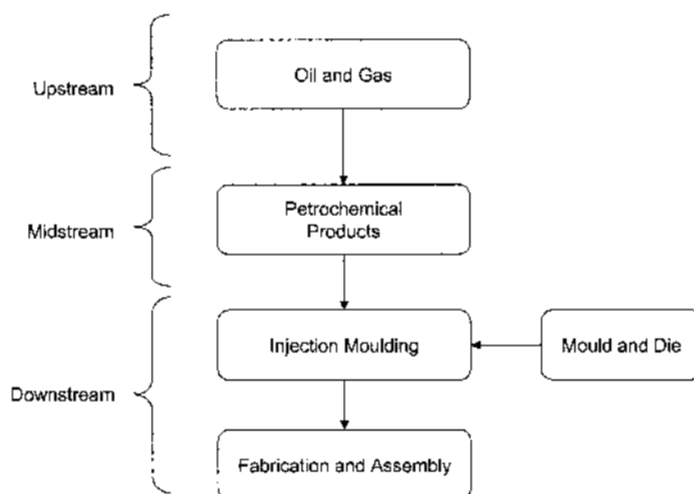 Upstream
Oil and Gas
Midstream
Petrochemical
Products
Downstream
Injection Moulding
Mould and Die
Fabrication and Assembly